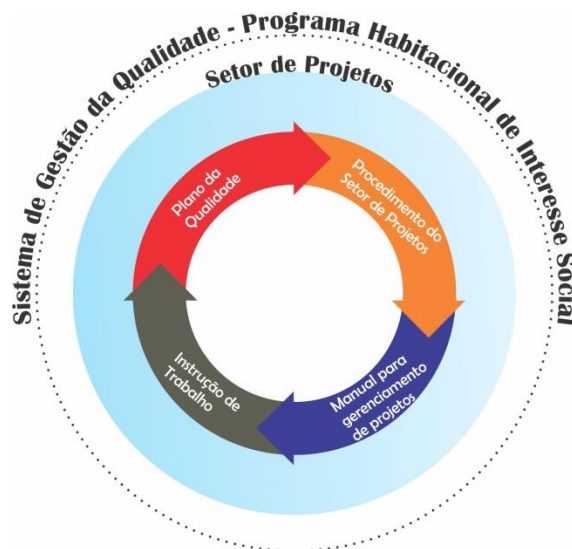 Sistema de Gestão da Qualidade - Programa Habitacional de Interesse Social
Setor de Projetos
Plano da
Qualidade
Procedimento do
Setor de Projetos
Manual para
gerenciamento
de projetos
Instrução de
Trabalho